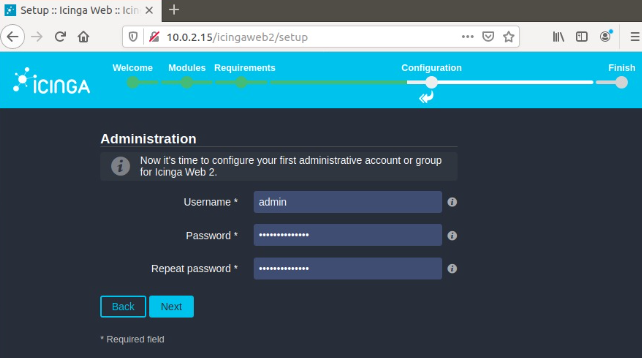 Setup :: Icinga Web :: Icin
10.0.2.15/icingaweb2/setup
ICINGA
Welcome
Modules
Requirements
Configuration
Finish
Administration
Now it's time to configure your first administrative account or group
for Icinga Web 2.
Username * admin
Password * ••••••••••••••
Repeat password * ••••••••••••••
Back Next
* Required field